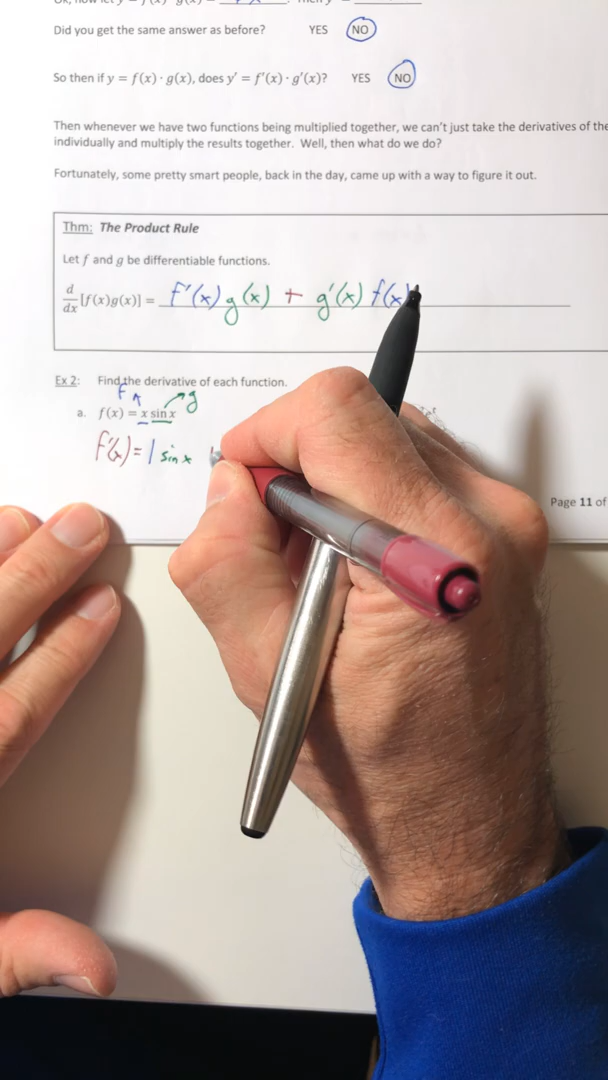 Did you get the same answer as before? YES NO
So then if y = f(x) · g(x), does y′ = f′(x) · g′(x)? YES NO
Then whenever we have two functions being multiplied together, we can't just take the derivatives of the
individually and multiply the results together. Well, then what do we do?
Fortunately, some pretty smart people, back in the day, came up with a way to figure it out.
Thm: The Product Rule
Let f and g be differentiable functions.
d/dx [f(x)g(x)] = f'(x) g(x) + g'(x) f(x)
Ex 2: Find the derivative of each function.
f g
a. f(x) = x sin x
f'(x) = 1 sin x
Page 11 of